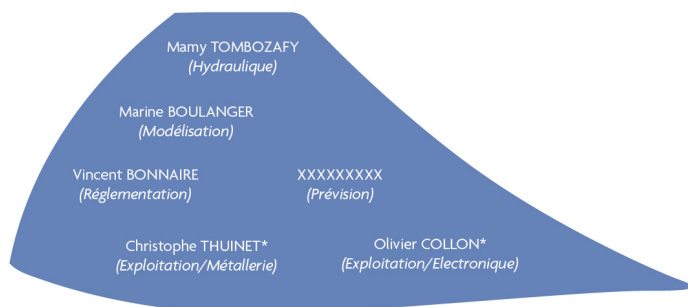 Mamy TOMBOZAFY
(Hydraulique)
Marine BOULANGER
(Modélisation)
Vincent BONNAIRE
(Réglementation)
XXXXXXXXX
(Prévision)
Christophe THUINET*
(Exploitation/Métallerie)
Olivier COLLON*
(Exploitation/Electronique)